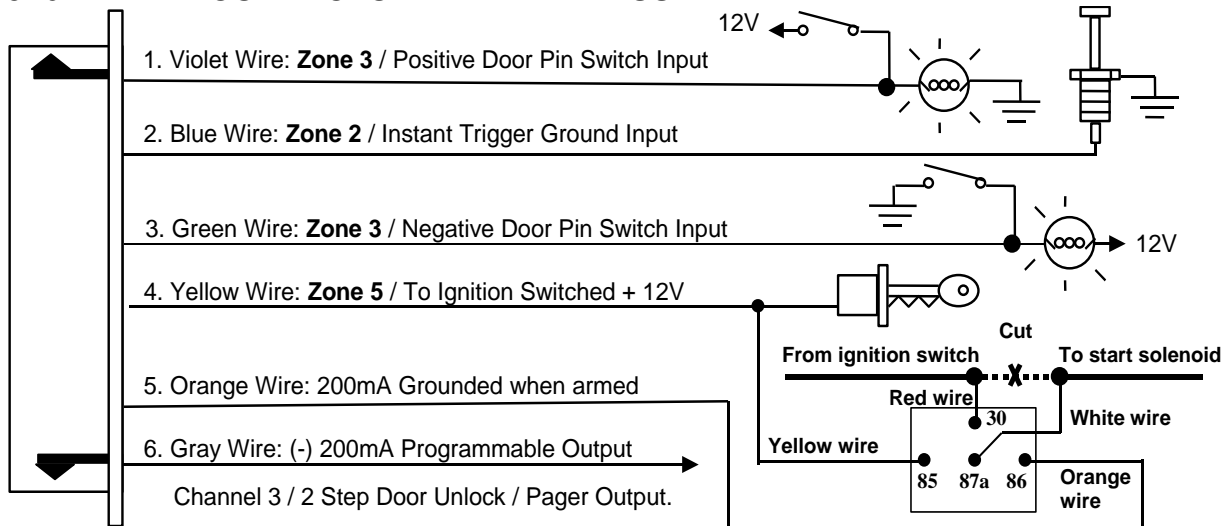 12V
1. Violet Wire: Zone 3 / Positive Door Pin Switch Input
2. Blue Wire: Zone 2 / Instant Trigger Ground Input
3. Green Wire: Zone 3 / Negative Door Pin Switch Input
12V
4. Yellow Wire: Zone 5 / To Ignition Switched + 12V
Cut
From ignition switch
To start solenoid
5. Orange Wire: 200mA Grounded when armed
Red wire
30
White wire
6. Gray Wire: (-) 200mA Programmable Output
Yellow wire
85 87a 86
Orange
wire
Channel 3 / 2 Step Door Unlock / Pager Output.